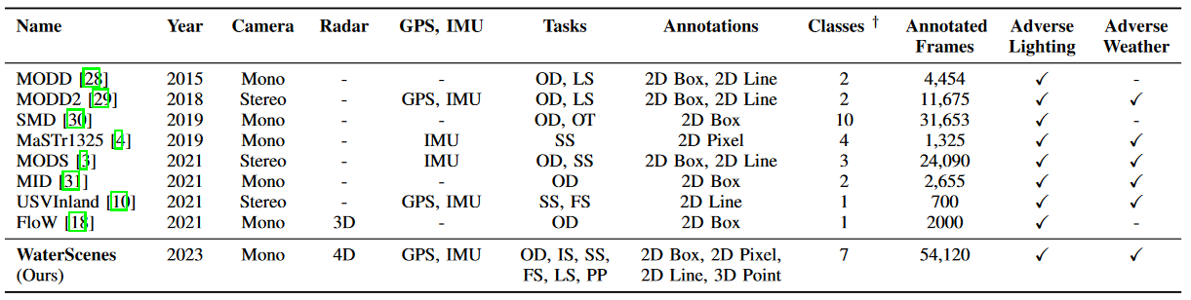 Name Year Camera Radar GPS, IMU Tasks Annotations Classes † Annotated Frames Adverse Lighting Adverse Weather
MODD [28] 2015 Mono - - OD, LS 2D Box, 2D Line 2 4,454 ✓ -
MODD2 [29] 2018 Stereo - GPS, IMU OD, LS 2D Box, 2D Line 2 11,675 ✓ ✓
SMD [30] 2019 Mono - - OD, OT 2D Box 10 31,653 ✓ -
MaSTr1325 [4] 2019 Mono - IMU SS 2D Pixel 4 1,325 ✓ ✓
MODS [3] 2021 Stereo - IMU OD, SS 2D Box, 2D Line 3 24,090 ✓ ✓
MID [31] 2021 Mono - - OD 2D Box 2 2,655 ✓ ✓
USVInland [10] 2021 Stereo - GPS, IMU SS, FS 2D Line 1 700 ✓ ✓
FloW [18] 2021 Mono 3D - OD 2D Box 1 2000 ✓ -
WaterScenes 2023 Mono 4D GPS, IMU OD, IS, SS, 2D Box, 2D Pixel, 7 54,120 ✓ ✓
(Ours) FS, LS, PP 2D Line, 3D Point